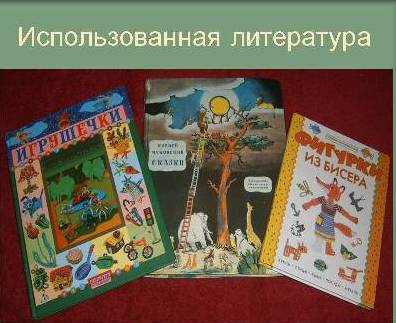 Использованная литература
ИГРУШЕЧКИ
КОРНЕЙ
ЧУКОВСКИЙ
СКАЗКИ
ФИГУРКИ
ИЗ БИСЕРА